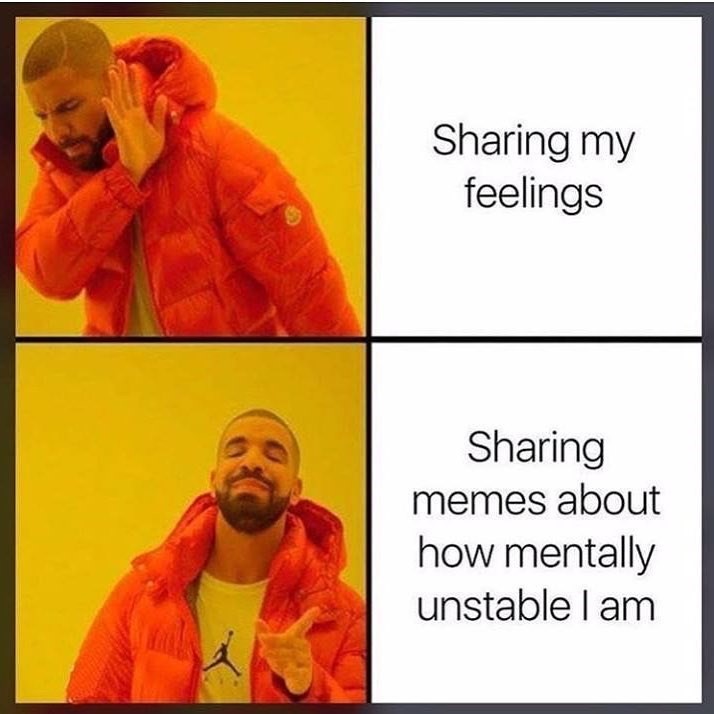 Sharing my
feelings
Sharing
memes about
how mentally
unstable I am